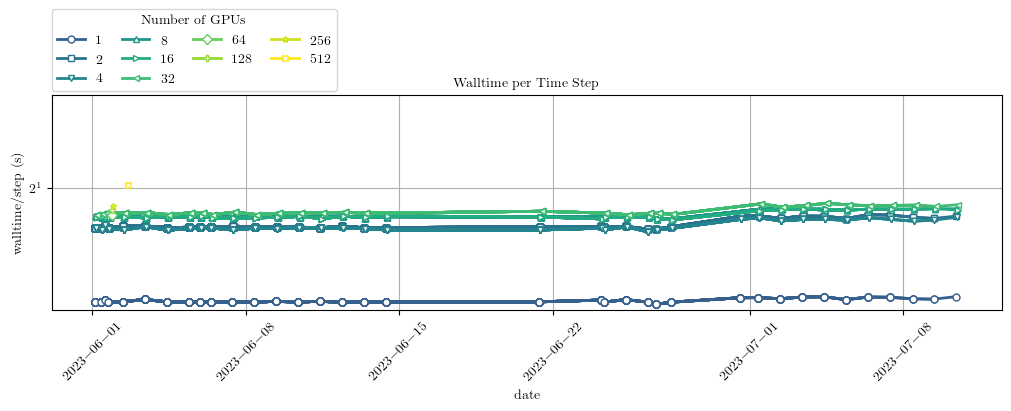 Number of GPUs
1 8 64 256
2 16 128 512
4 32
Walltime per Time Step
walltime/step (s)
2^1
2023−06−01 2023−06−08 2023−06−15 2023−06−22 2023−07−01 2023−07−08
date